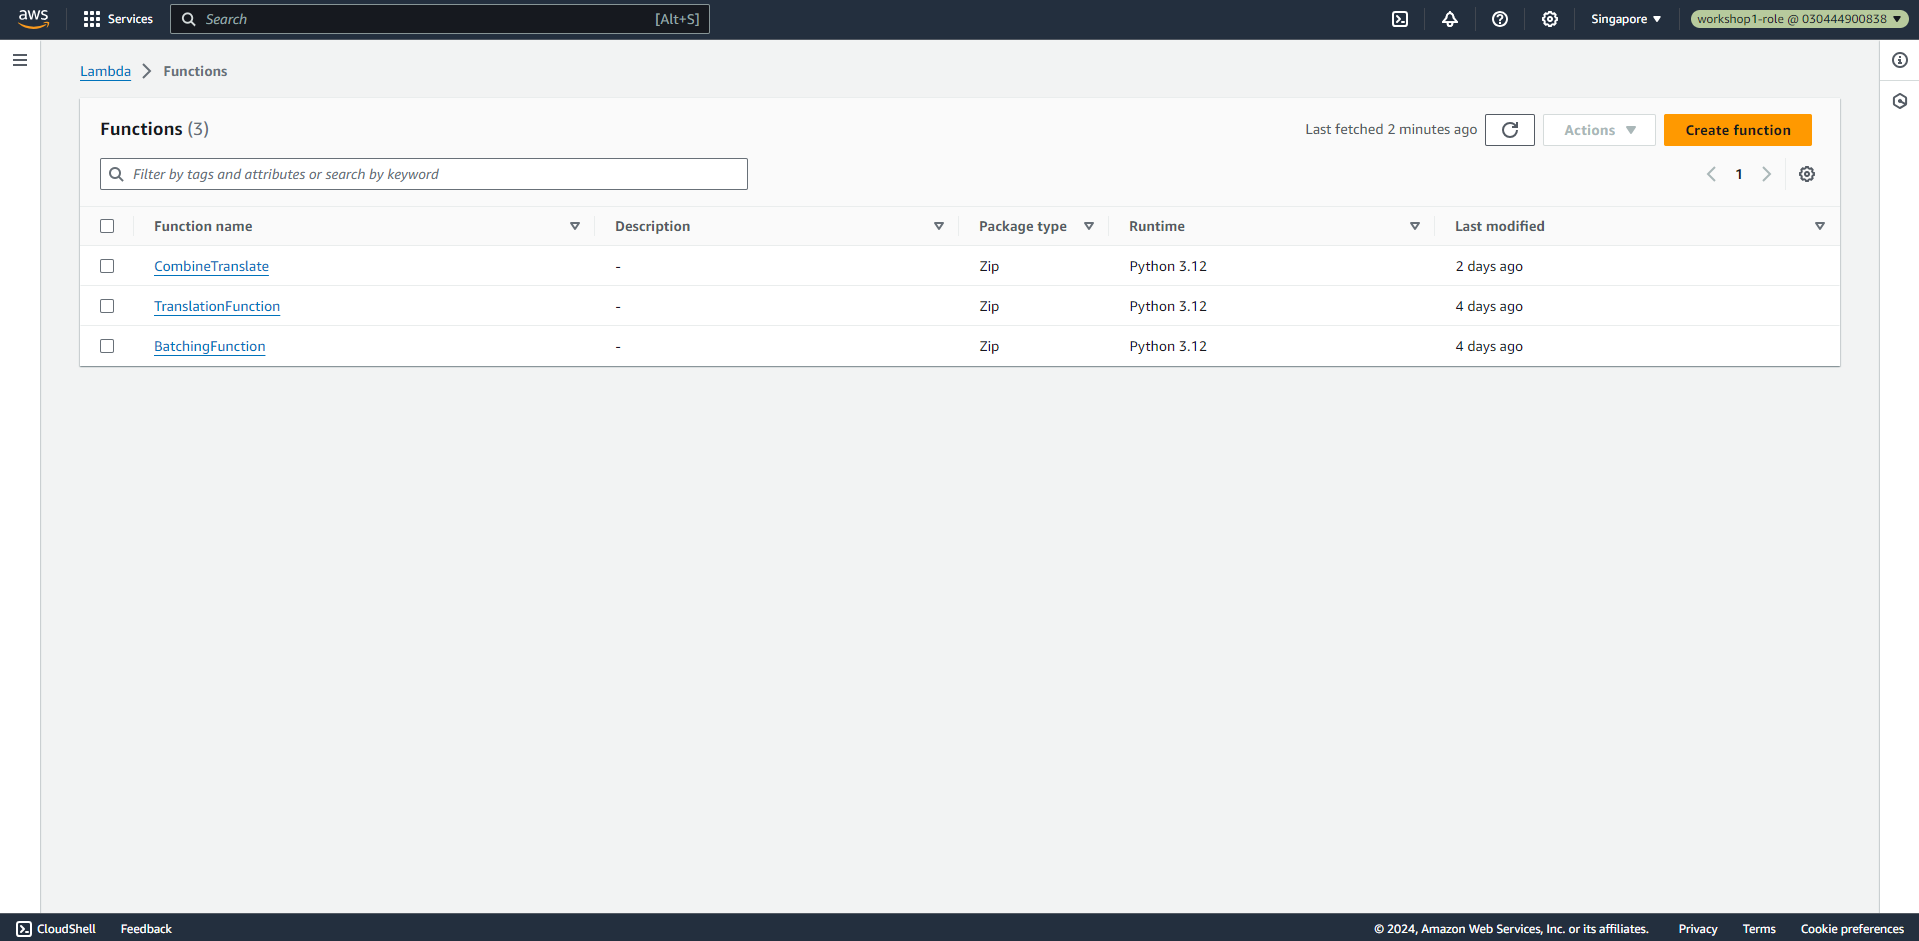 aws Services Search [Alt+S] Singapore workshop1-role @ 030444900838
Lambda Functions
Functions (3) Last fetched 2 minutes ago Actions Create function
Filter by tags and attributes or search by keyword 1
Function name Description Package type Runtime Last modified
CombineTranslate - Zip Python 3.12 2 days ago
TranslationFunction - Zip Python 3.12 4 days ago
BatchingFunction - Zip Python 3.12 4 days ago
CloudShell Feedback © 2024, Amazon Web Services, Inc. or its affiliates. Privacy Terms Cookie preferences